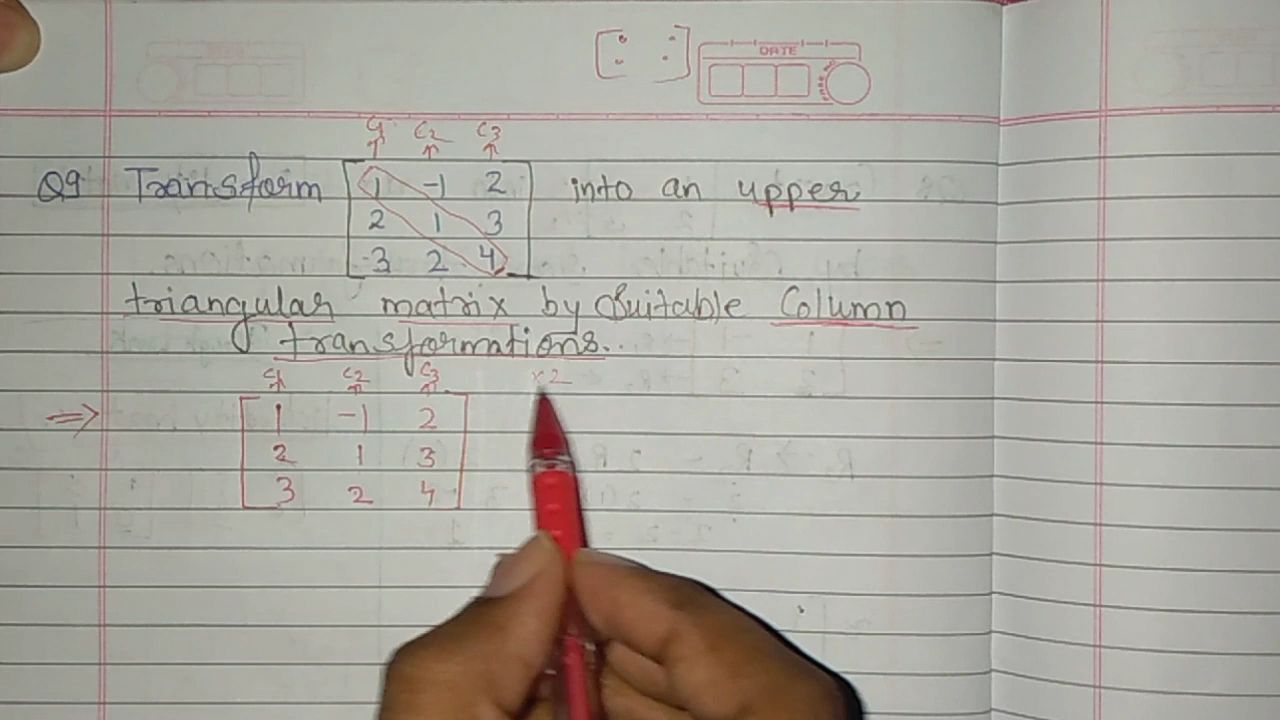 DATE
C1 C2 C3
Q9 Transform [1 -1 2] into an upper
2 1 3
3 2 4
triangular matrix by Suitable Column
transformations..
C1 C2 C3 x2
⇒ [1 -1 2]
2 1 3
3 2 4